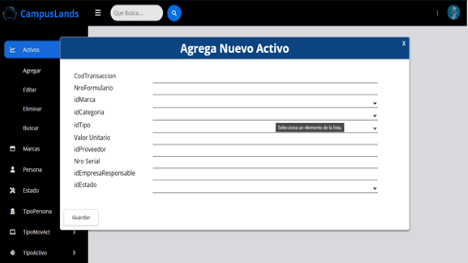 CampusLands
Que Busca...
Activos
Agregar
Editar
Eliminar
Buscar
Marcas
Persona
Estado
TipoPersona
TipoMovAct
TipoActivo
Agrega Nuevo Activo
X
CodTransaccion
NroFormulario
idMarca
idCategoria
idTipo
Selecciona un elemento de la lista.
Valor Unitario
idProveedor
Nro Serial
idEmpresaResponsable
idEstado
Guardar